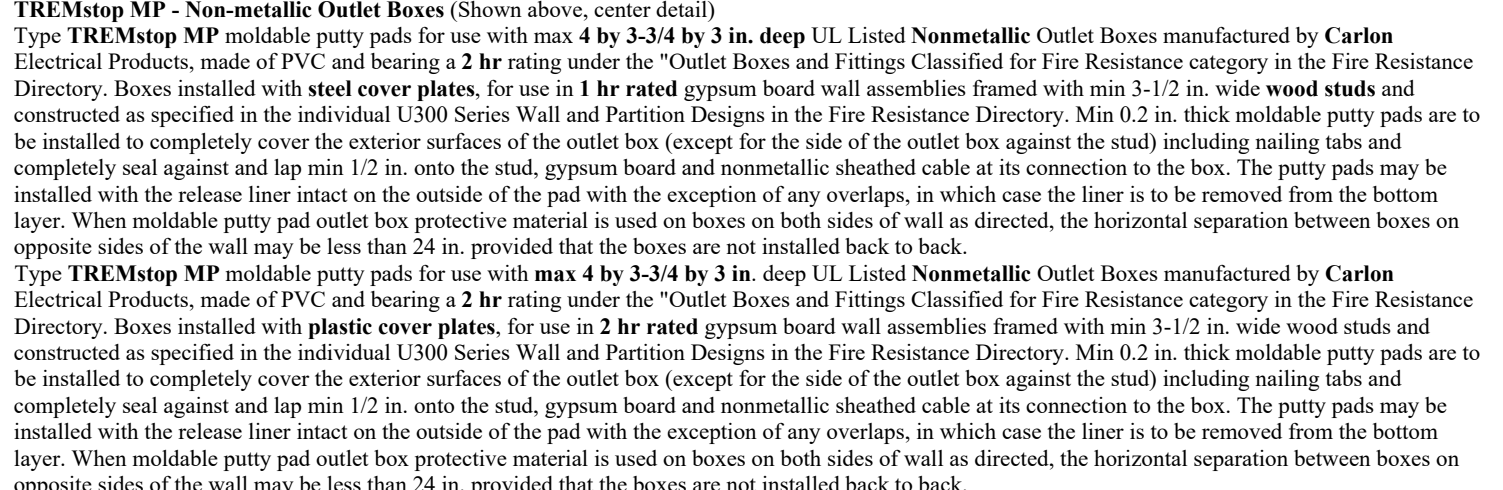 TREMstop MP - Non-metallic Outlet Boxes (Shown above, center detail)
Type TREMstop MP moldable putty pads for use with max 4 by 3-3/4 by 3 in. deep UL Listed Nonmetallic Outlet Boxes manufactured by Carlon
Electrical Products, made of PVC and bearing a 2 hr rating under the "Outlet Boxes and Fittings Classified for Fire Resistance category in the Fire Resistance
Directory. Boxes installed with steel cover plates, for use in 1 hr rated gypsum board wall assemblies framed with min 3-1/2 in. wide wood studs and
constructed as specified in the individual U300 Series Wall and Partition Designs in the Fire Resistance Directory. Min 0.2 in. thick moldable putty pads are to
be installed to completely cover the exterior surfaces of the outlet box (except for the side of the outlet box against the stud) including nailing tabs and
completely seal against and lap min 1/2 in. onto the stud, gypsum board and nonmetallic sheathed cable at its connection to the box. The putty pads may be
installed with the release liner intact on the outside of the pad with the exception of any overlaps, in which case the liner is to be removed from the bottom
layer. When moldable putty pad outlet box protective material is used on boxes on both sides of wall as directed, the horizontal separation between boxes on
opposite sides of the wall may be less than 24 in. provided that the boxes are not installed back to back.
Type TREMstop MP moldable putty pads for use with max 4 by 3-3/4 by 3 in. deep UL Listed Nonmetallic Outlet Boxes manufactured by Carlon
Electrical Products, made of PVC and bearing a 2 hr rating under the "Outlet Boxes and Fittings Classified for Fire Resistance category in the Fire Resistance
Directory. Boxes installed with plastic cover plates, for use in 2 hr rated gypsum board wall assemblies framed with min 3-1/2 in. wide wood studs and
constructed as specified in the individual U300 Series Wall and Partition Designs in the Fire Resistance Directory. Min 0.2 in. thick moldable putty pads are to
be installed to completely cover the exterior surfaces of the outlet box (except for the side of the outlet box against the stud) including nailing tabs and
completely seal against and lap min 1/2 in. onto the stud, gypsum board and nonmetallic sheathed cable at its connection to the box. The putty pads may be
installed with the release liner intact on the outside of the pad with the exception of any overlaps, in which case the liner is to be removed from the bottom
layer. When moldable putty pad outlet box protective material is used on boxes on both sides of wall as directed, the horizontal separation between boxes on
opposite sides of the wall may be less than 24 in. provided that the boxes are not installed back to back.